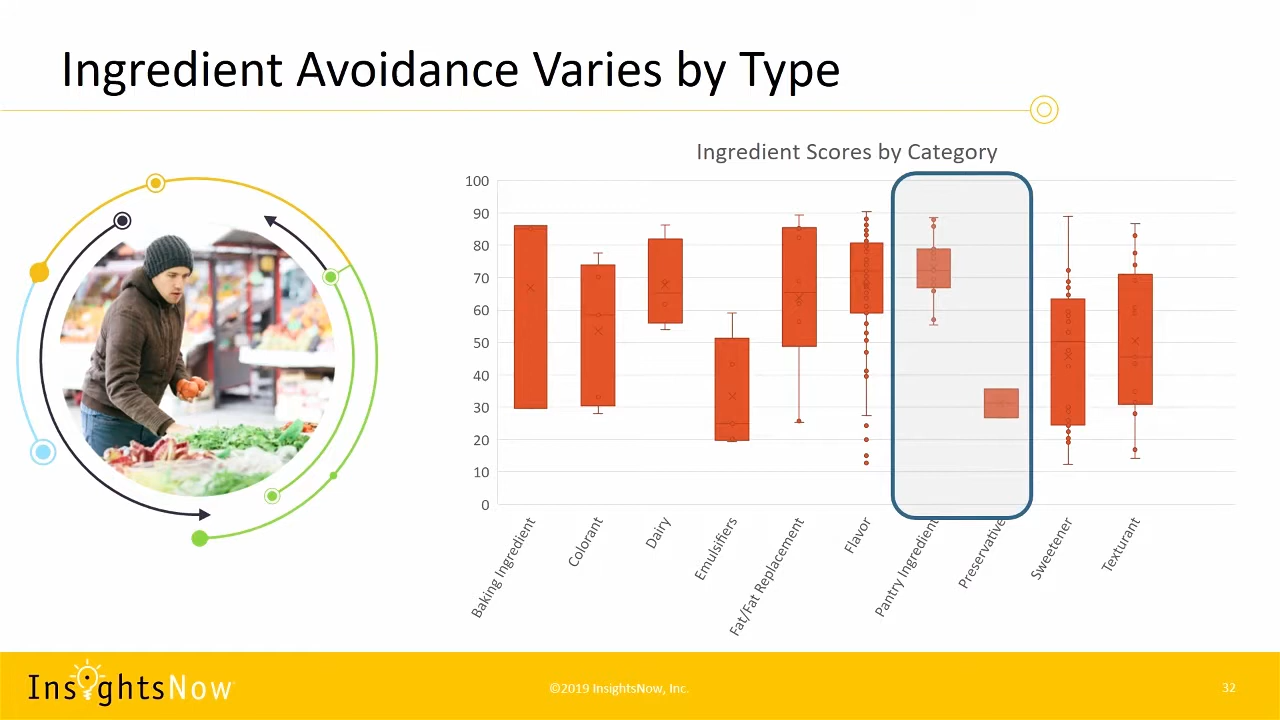 Ingredient Avoidance Varies by Type
Ingredient Scores by Category
100
90
80
70
60
50
40
30
20
10
0
Baking Ingredient
Colorant
Dairy
Emulsifiers
Fat/Fat Replacement
Flavor
Pantry Ingredient
Preservative
Sweetener
Texturant
InsightsNow
©2019 InsightsNow, Inc.
32